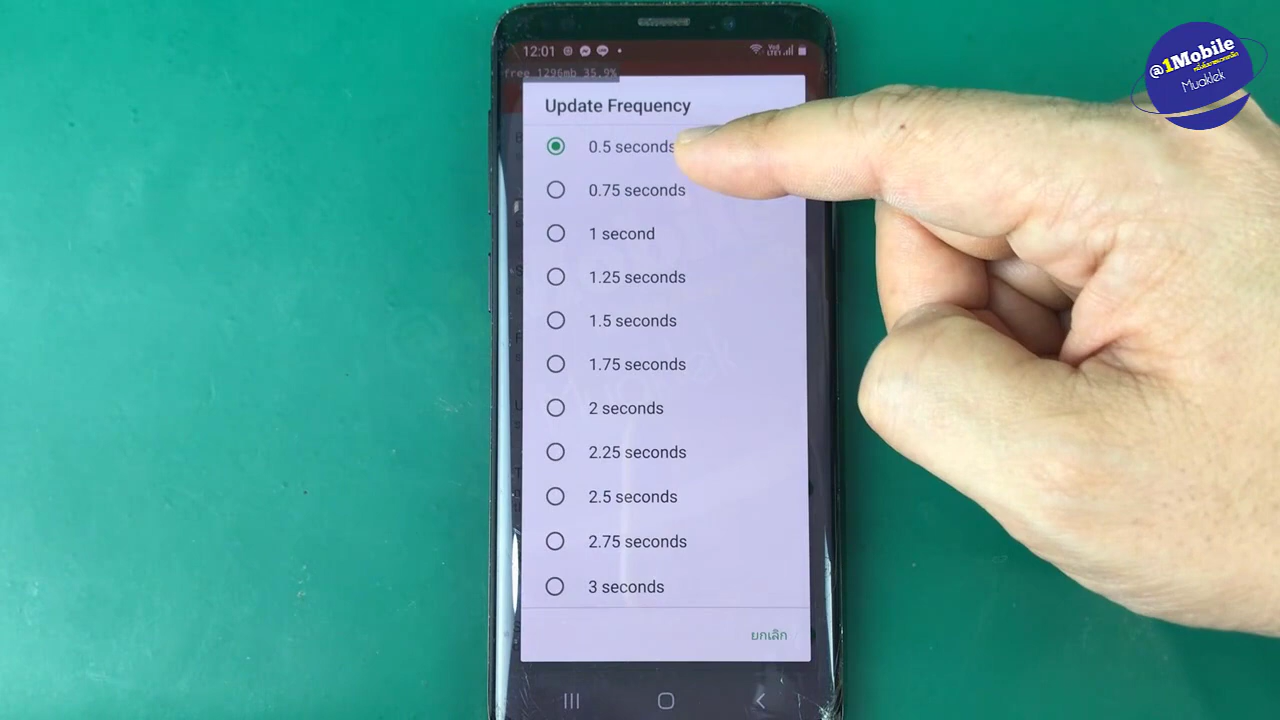 12:01
free 1296mb 35.9%
Update Frequency
0.5 seconds
0.75 seconds
1 second
1.25 seconds
1.5 seconds
1.75 seconds
2 seconds
2.25 seconds
2.5 seconds
2.75 seconds
3 seconds
ยกเลิก
@1Mobile
Muoklek